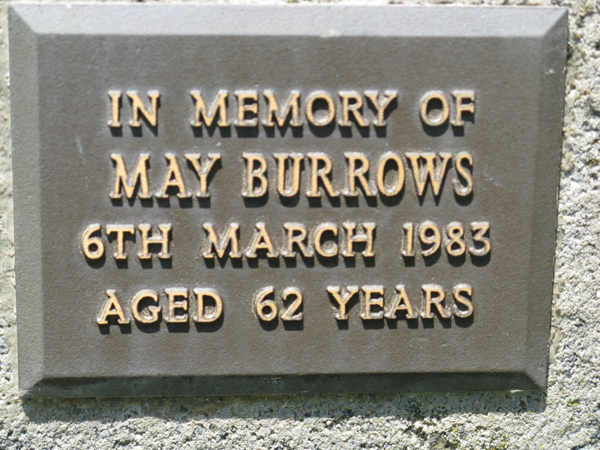 IN MEMORY OF
MAY BURROWS
6TH MARCH 1983
AGED 62 YEARS